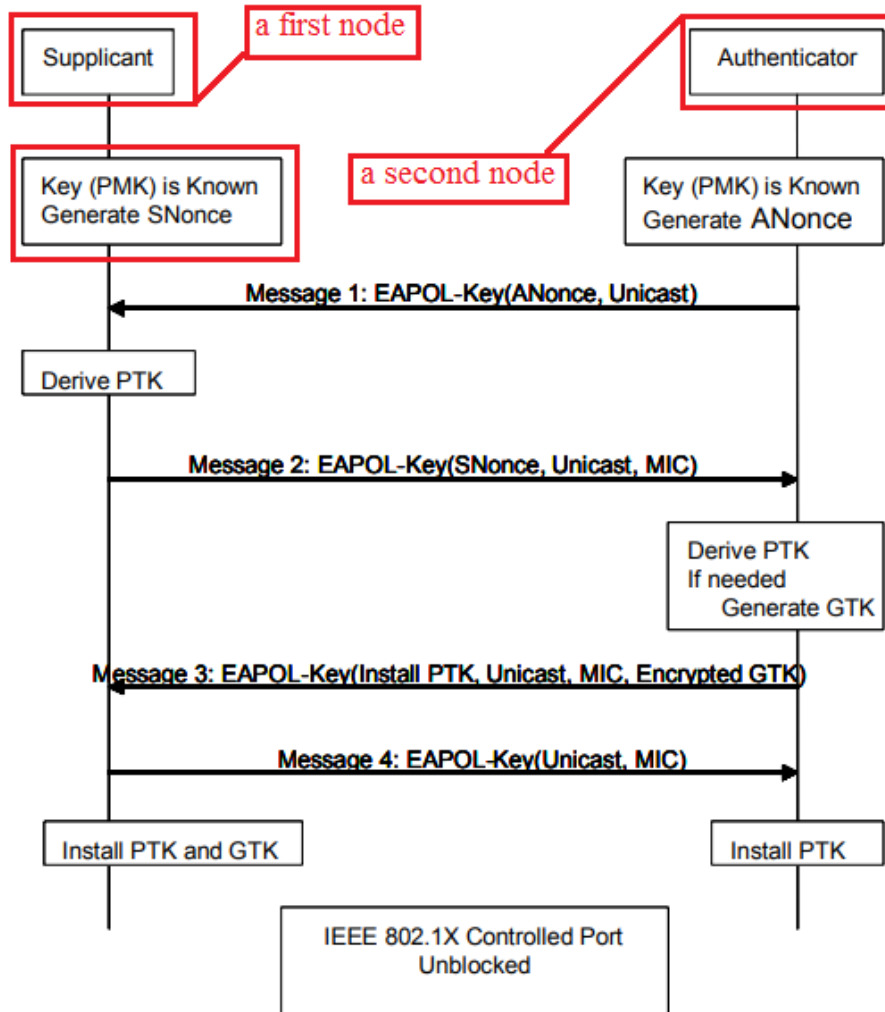 a first node
Supplicant
Authenticator
a second node
Key (PMK) is Known
Generate SNonce
Key (PMK) is Known
Generate ANonce
Message 1: EAPOL-Key(ANonce, Unicast)
Derive PTK
Message 2: EAPOL-Key(SNonce, Unicast, MIC)
Derive PTK
If needed
Generate GTK
Message 3: EAPOL-Key(Install PTK, Unicast, MIC, Encrypted GTK)
Message 4: EAPOL-Key(Unicast, MIC)
Install PTK and GTK
Install PTK
IEEE 802.1X Controlled Port
Unblocked